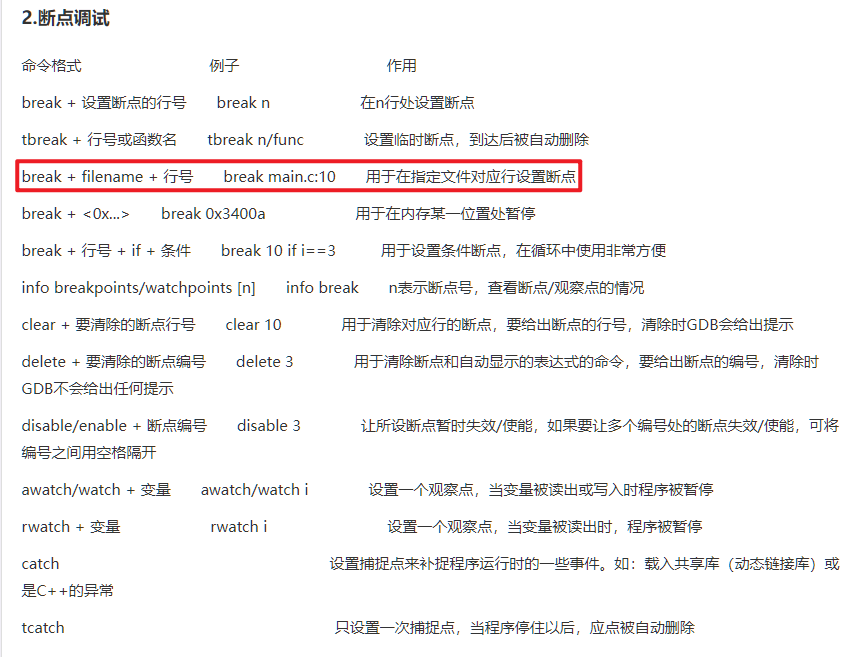 2.断点调试
命令格式 例子 作用
break + 设置断点的行号 break n 在n行处设置断点
tbreak + 行号或函数名 tbreak n/func 设置临时断点，到达后被自动删除
break + filename + 行号 break main.c:10 用于在指定文件对应行设置断点
break + <0x...> break 0x3400a 用于在内存某一位置处暂停
break + 行号 + if + 条件 break 10 if i==3 用于设置条件断点，在循环中使用非常方便
info breakpoints/watchpoints [n] info break n表示断点号，查看断点/观察点的情况
clear + 要清除的断点行号 clear 10 用于清除对应行的断点，要给出断点的行号，清除时GDB会给出提示
delete + 要清除的断点编号 delete 3 用于清除断点和自动显示的表达式的命令，要给出断点的编号，清除时
GDB不会给出任何提示
disable/enable + 断点编号 disable 3 让所设断点暂时失效/使能，如果要让多个编号处的断点失效/使能，可将
编号之间用空格隔开
awatch/watch + 变量 awatch/watch i 设置一个观察点，当变量被读出或写入时程序被暂停
rwatch + 变量 rwatch i 设置一个观察点，当变量被读出时，程序被暂停
catch 设置捕捉点来补捉程序运行时的一些事件。如：载入共享库（动态链接库）或
是C++的异常
tcatch 只设置一次捕捉点，当程序停住以后，应点被自动删除